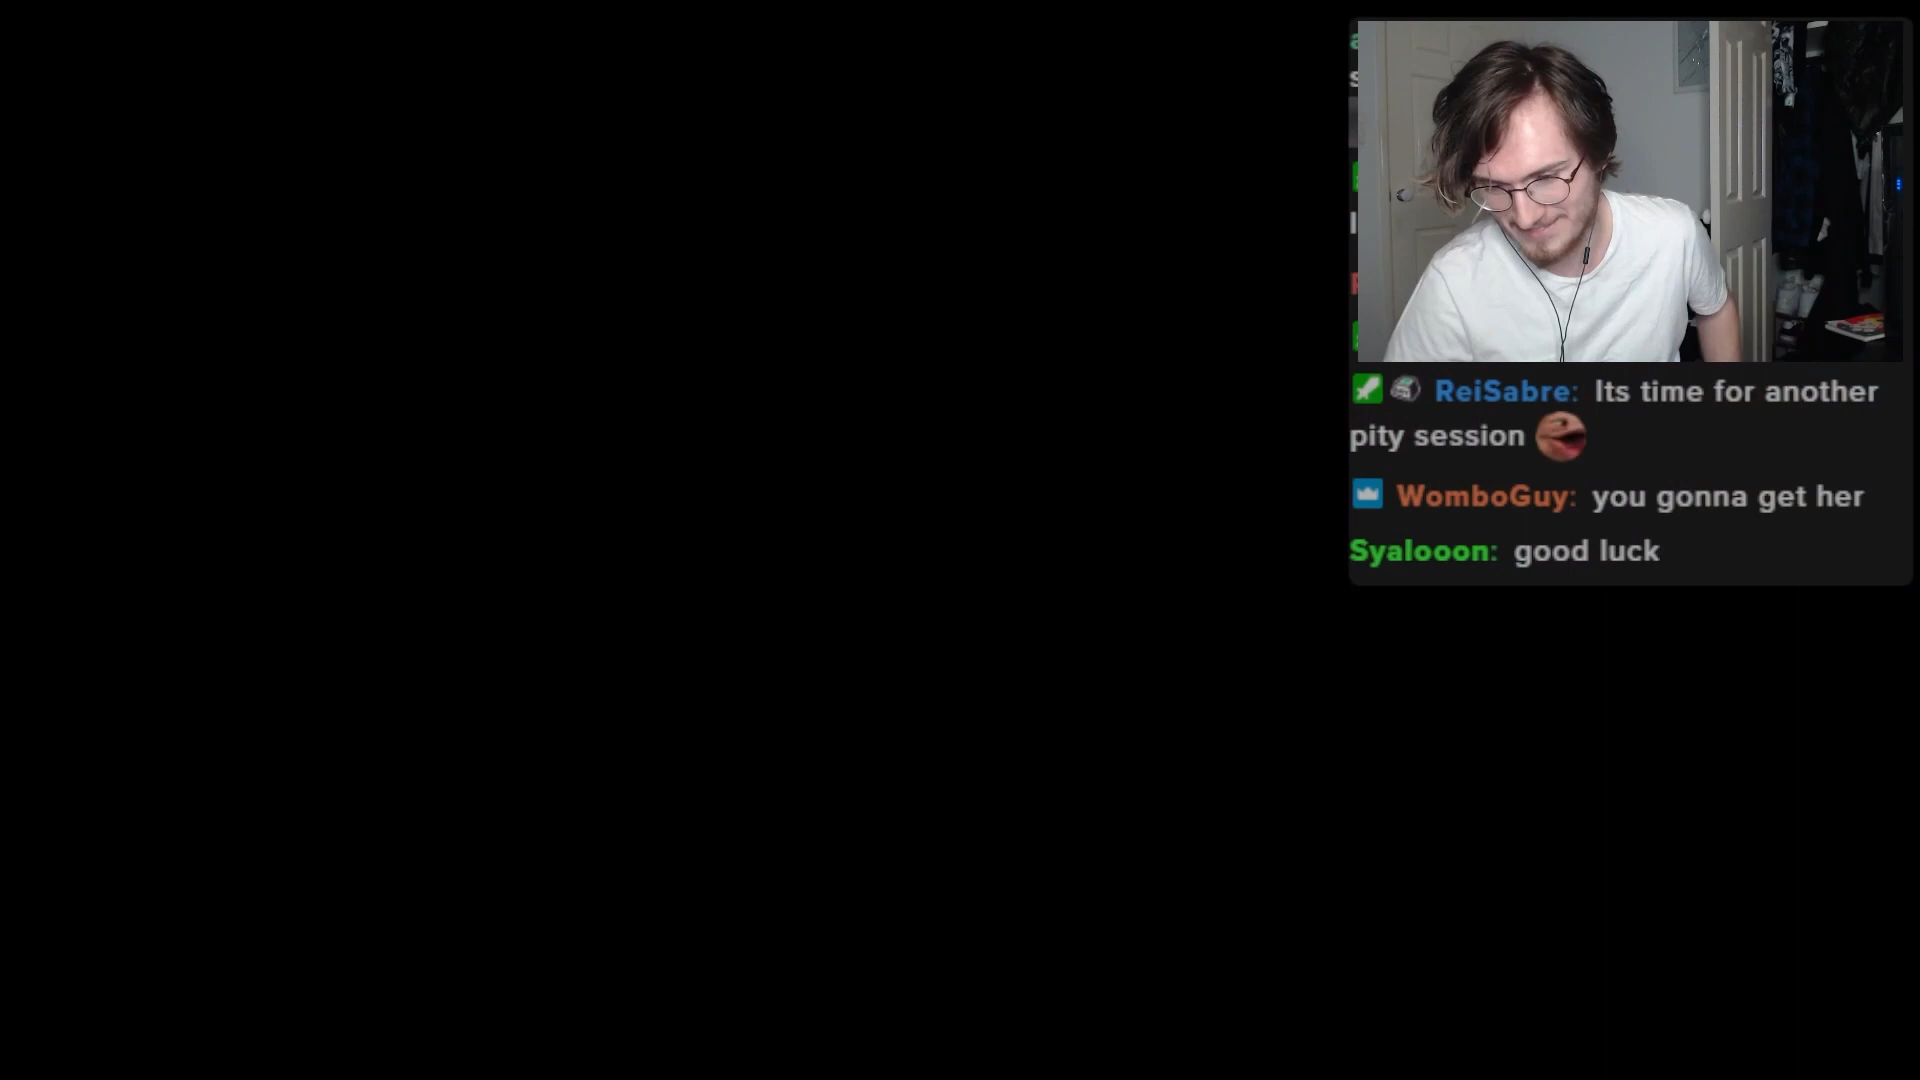 ReiSabre: Its time for another
pity session
WomboGuy: you gonna get her
Syalooon: good luck